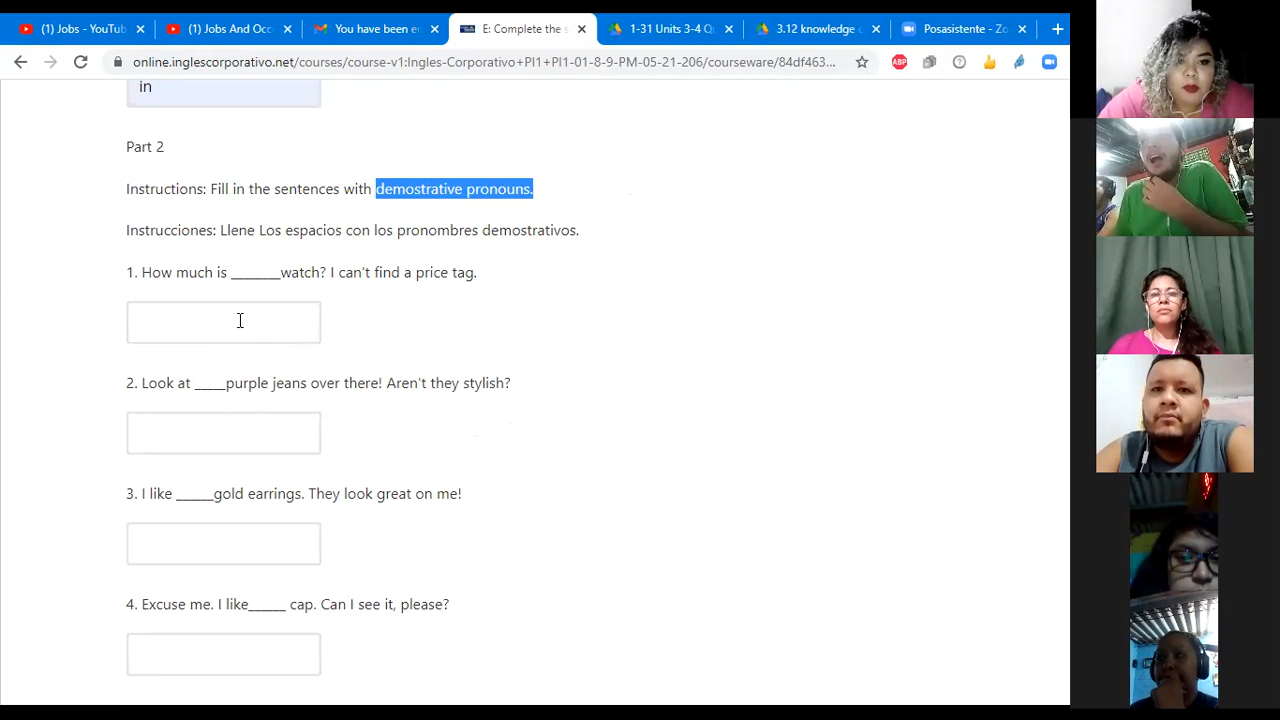 (1) Jobs - YouTub
(1) Jobs And Occ
You have been e
E: Complete the s
1-31 Units 3-4 Q
3.12 knowledge c
Posasistente - Zo
online.inglescorporativo.net/courses/course-v1:Ingles-Corporativo+PI1+PI1-01-8-9-PM-05-21-206/courseware/84df463...
ABP
in
Part 2
Instructions: Fill in the sentences with demostrative pronouns.
Instrucciones: Llene Los espacios con los pronombres demostrativos.
1. How much is ________watch? I can't find a price tag.
2. Look at _____purple jeans over there! Aren't they stylish?
3. I like ______gold earrings. They look great on me!
4. Excuse me. I like______ cap. Can I see it, please?